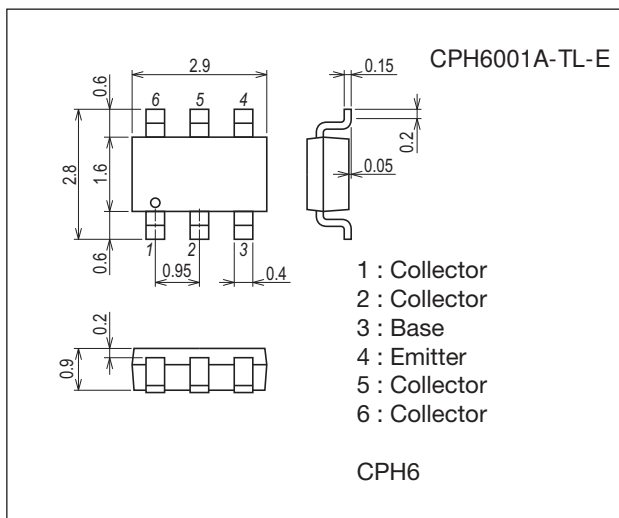 CPH6001A-TL-E
2.9
0.15
0.6
6
5
4
0.2
2.8
1.6
0.05
0.6
1
2
3
0.95
0.4
1 : Collector
2 : Collector
3 : Base
4 : Emitter
5 : Collector
6 : Collector
0.2
0.9
CPH6